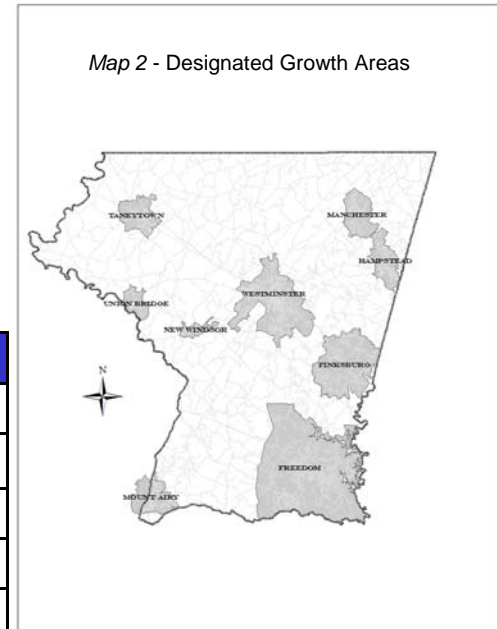 Map 2 - Designated Growth Areas
TANEYTOWN
MANCHESTER
HAMPSTEAD
WESTMINSTER
UNION BRIDGE
NEW WINDSOR
FINKSBURG
N
FREEDOM
MOUNT AIRY